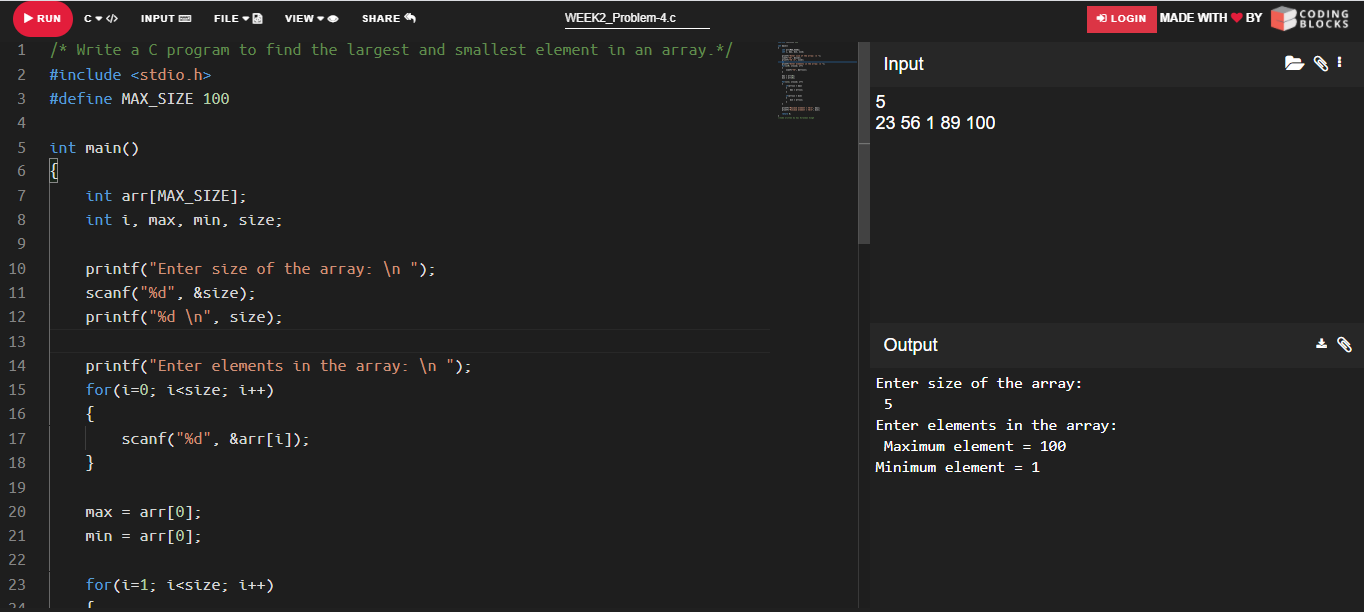 RUN C INPUT FILE VIEW SHARE WEEK2_Problem-4.c LOGIN MADE WITH BY CODING BLOCKS
1 /* Write a C program to find the largest and smallest element in an array.*/
2 #include <stdio.h>
3 #define MAX_SIZE 100
4
5 int main()
6 {
7     int arr[MAX_SIZE];
8     int i, max, min, size;
9
10     printf("Enter size of the array: \n ");
11     scanf("%d", &size);
12     printf("%d \n", size);
13
14     printf("Enter elements in the array: \n ");
15     for(i=0; i<size; i++)
16     {
17         scanf("%d", &arr[i]);
18     }
19
20     max = arr[0];
21     min = arr[0];
22
23     for(i=1; i<size; i++)
24     {
Input
5
23 56 1 89 100
Output
Enter size of the array:
 5
Enter elements in the array:
 Maximum element = 100
Minimum element = 1